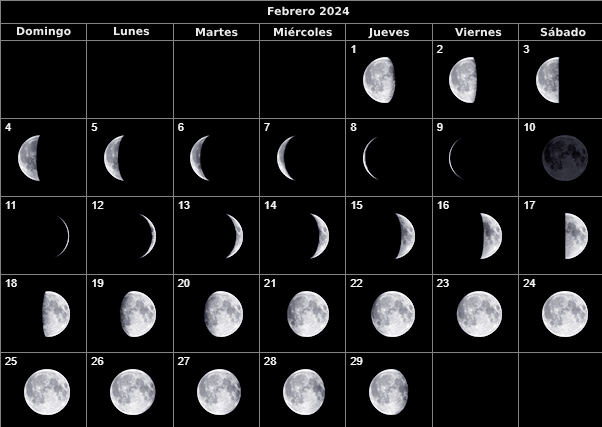 Febrero 2024
Domingo Lunes Martes Miércoles Jueves Viernes Sábado
1 2 3
4 5 6 7 8 9 10
11 12 13 14 15 16 17
18 19 20 21 22 23 24
25 26 27 28 29